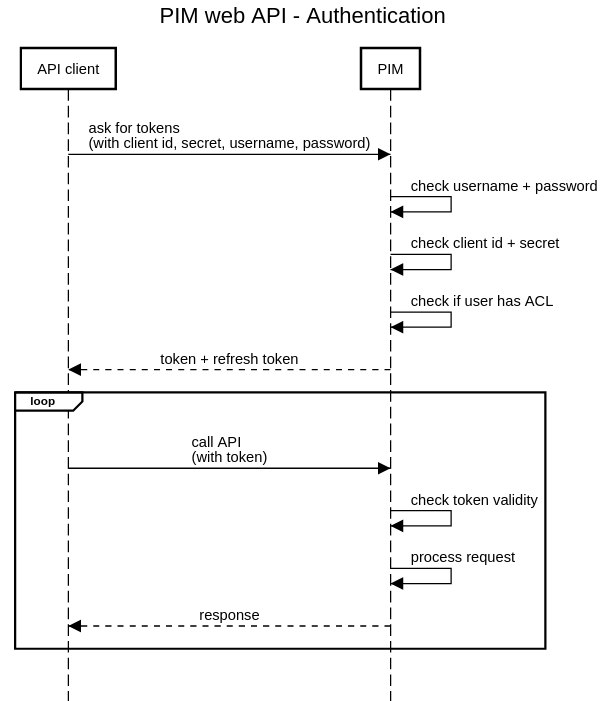 PIM web API - Authentication
API client
PIM
ask for tokens
(with client id, secret, username, password)
check username + password
check client id + secret
check if user has ACL
token + refresh token
loop
call API
(with token)
check token validity
process request
response